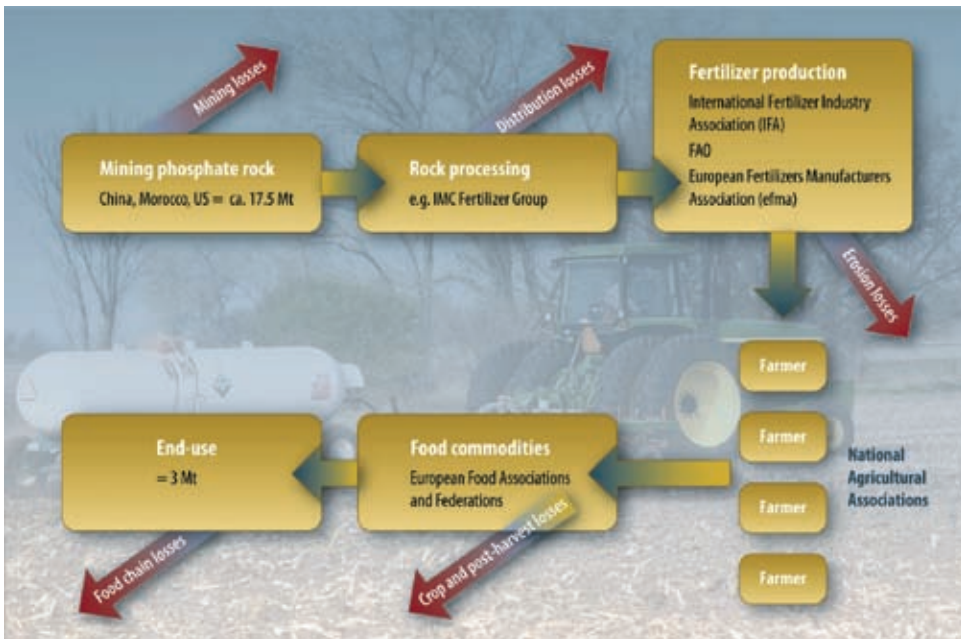 Mining losses
Distribution losses
Fertilizer production
International Fertilizer Industry
Association (IFA)
FAO
European Fertilizers Manufacturers
Association (efma)
Mining phosphate rock
China, Morocco, US = ca. 17.5 Mt
Rock processing
e.g. IMC Fertilizer Group
Erosion losses
Farmer
Farmer
Farmer
Farmer
National
Agricultural
Associations
Food commodities
European Food Associations
and Federations
End-use
= 3 Mt
Crop and post-harvest losses
Food chain losses